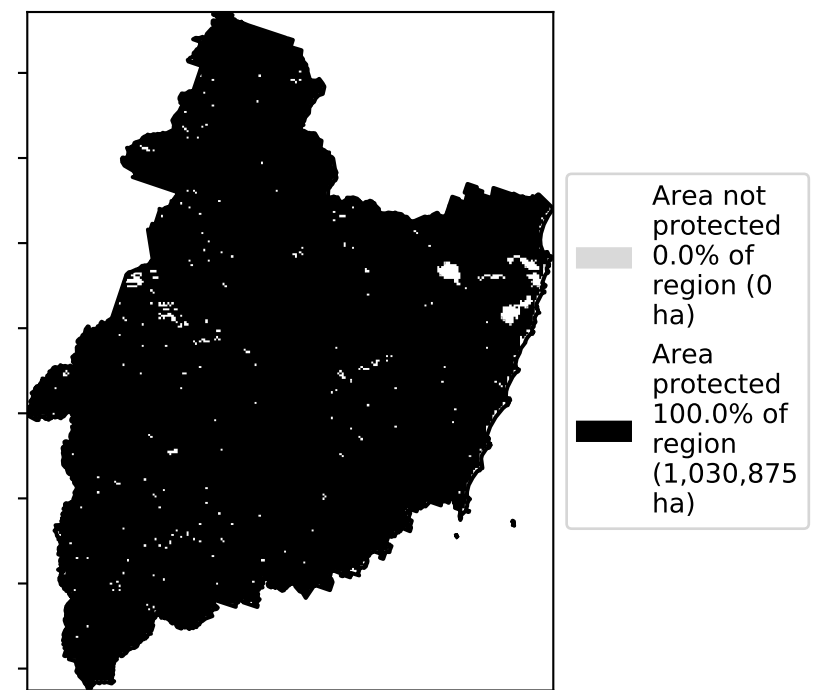 Area not
protected
0.0% of
region (0
ha)
Area
protected
100.0% of
region
(1,030,875
ha)